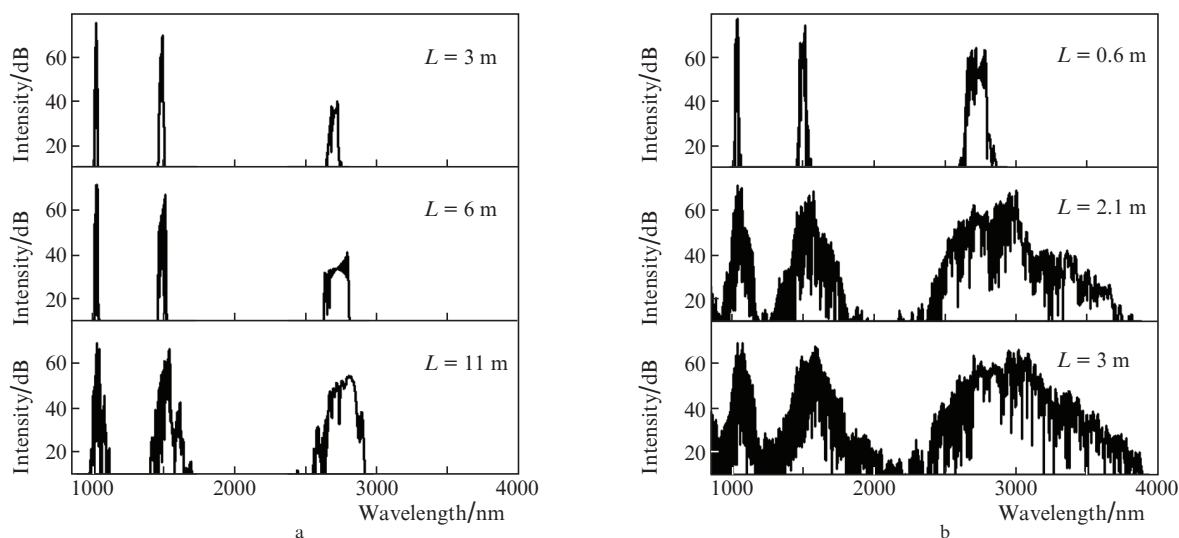 Intensity/dB
60
40
20
L = 3 m
Intensity/dB
60
40
20
L = 6 m
Intensity/dB
60
40
20
L = 11 m
1000 2000 3000 4000
Wavelength/nm
a
Intensity/dB
60
40
20
L = 0.6 m
Intensity/dB
60
40
20
L = 2.1 m
Intensity/dB
60
40
20
L = 3 m
1000 2000 3000 4000
Wavelength/nm
b